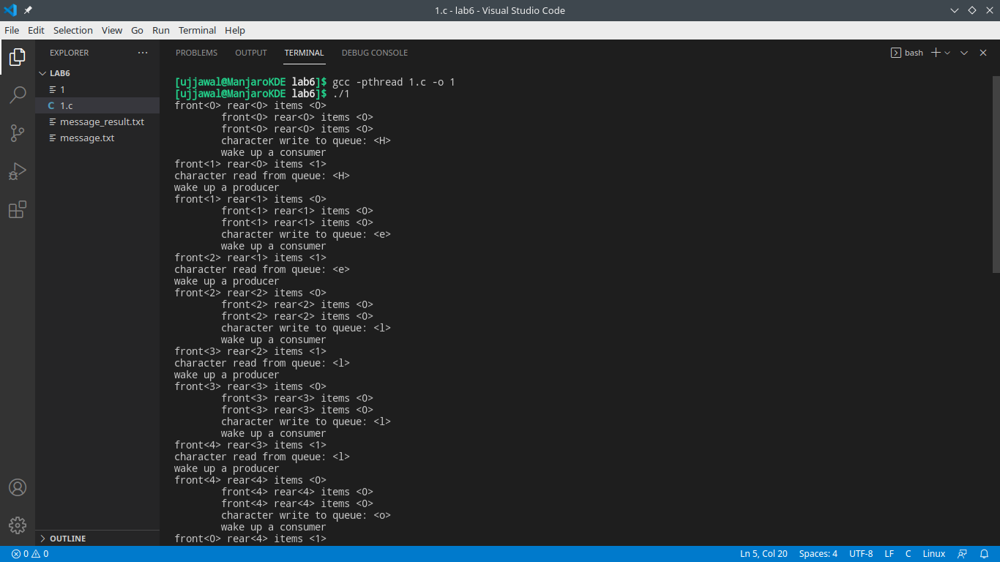 1.c - lab6 - Visual Studio Code
File Edit Selection View Go Run Terminal Help
EXPLORER ···
LAB6
1
C 1.c
message_result.txt
message.txt
OUTLINE
PROBLEMS OUTPUT TERMINAL DEBUG CONSOLE bash
[ujjawal@ManjaroKDE lab6]$ gcc -pthread 1.c -o 1
[ujjawal@ManjaroKDE lab6]$ ./1
front<0> rear<0> items <0>
        front<0> rear<0> items <0>
        front<0> rear<0> items <0>
        character write to queue: <H>
        wake up a consumer
front<1> rear<0> items <1>
character read from queue: <H>
wake up a producer
front<1> rear<1> items <0>
        front<1> rear<1> items <0>
        front<1> rear<1> items <0>
        character write to queue: <e>
        wake up a consumer
front<2> rear<1> items <1>
character read from queue: <e>
wake up a producer
front<2> rear<2> items <0>
        front<2> rear<2> items <0>
        front<2> rear<2> items <0>
        character write to queue: <l>
        wake up a consumer
front<3> rear<2> items <1>
character read from queue: <l>
wake up a producer
front<3> rear<3> items <0>
        front<3> rear<3> items <0>
        front<3> rear<3> items <0>
        character write to queue: <l>
        wake up a consumer
front<4> rear<3> items <1>
character read from queue: <l>
wake up a producer
front<4> rear<4> items <0>
        front<4> rear<4> items <0>
        front<4> rear<4> items <0>
        character write to queue: <o>
        wake up a consumer
front<0> rear<4> items <1>
0 0 Ln 5, Col 20 Spaces: 4 UTF-8 LF C Linux